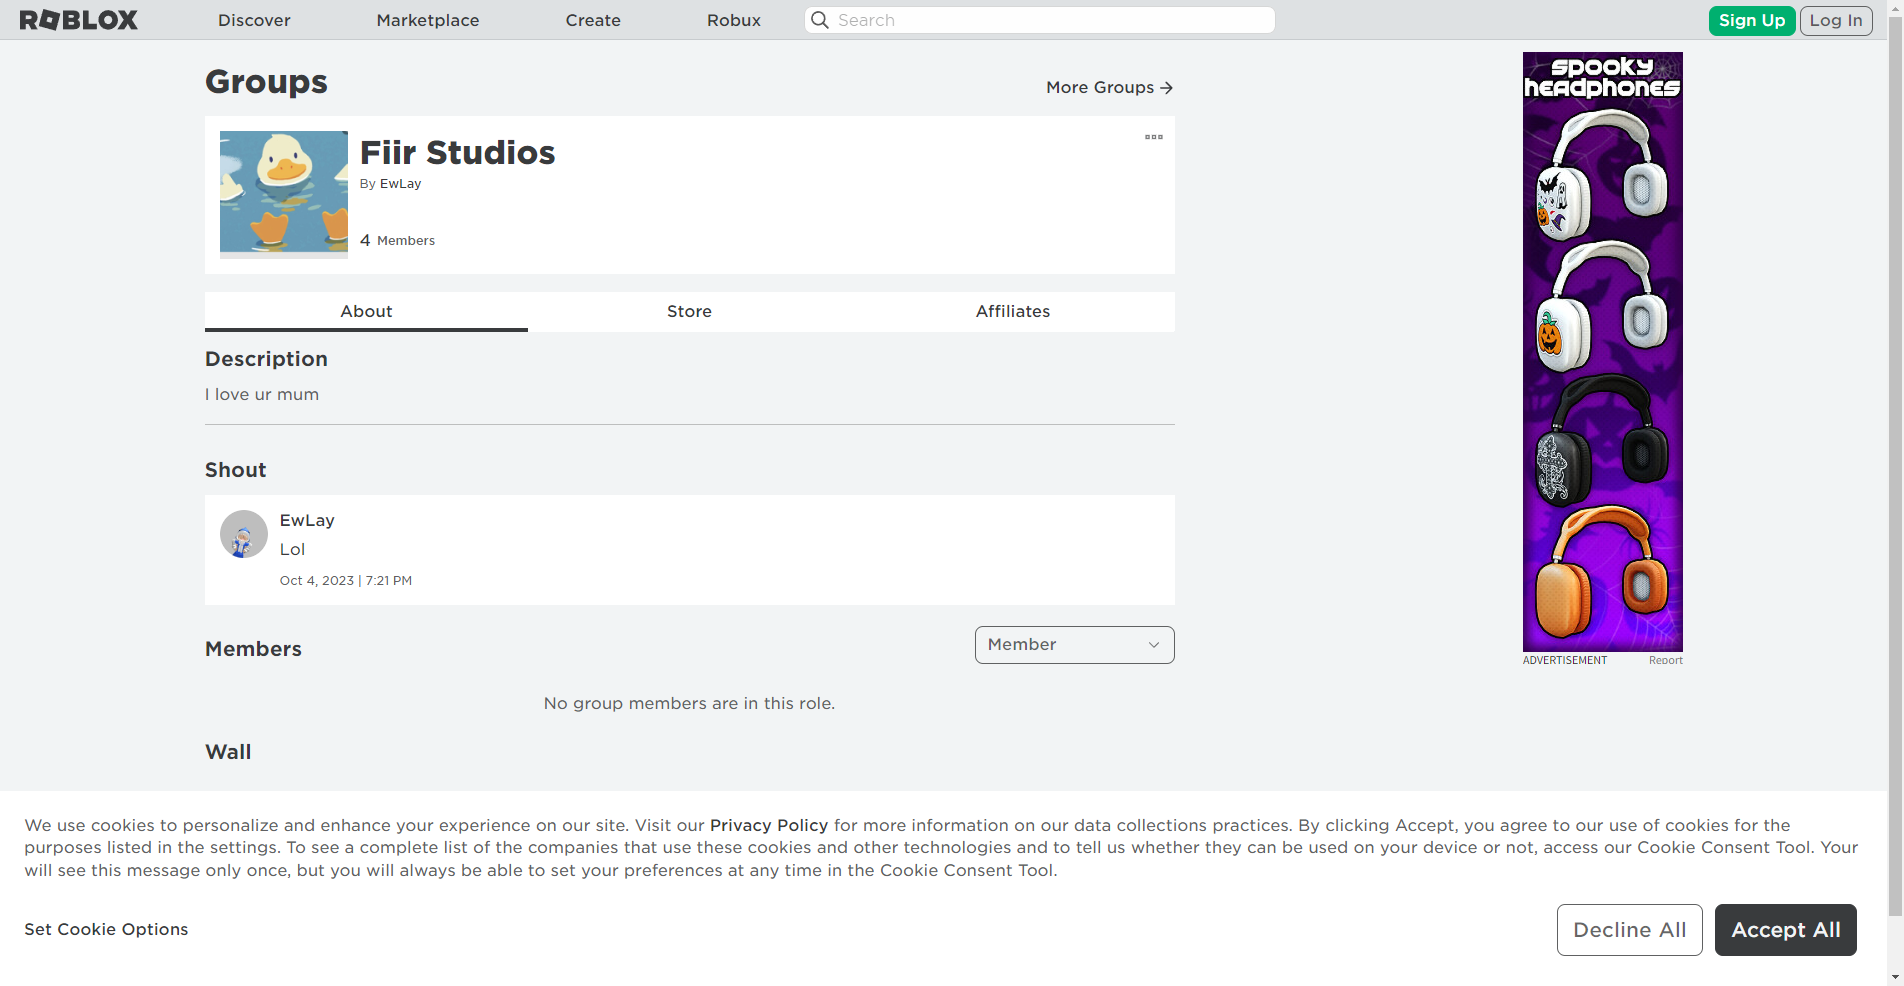 ROBLOX
Discover
Marketplace
Create
Robux
Search
Sign Up
Log In
Groups
More Groups →
Fiir Studios
By EwLay
4 Members
About
Store
Affiliates
Description
I love ur mum
Shout
EwLay
Lol
Oct 4, 2023 | 7:21 PM
Members
Member
No group members are in this role.
Wall
spooky
headphones
ADVERTISEMENT
Report
We use cookies to personalize and enhance your experience on our site. Visit our Privacy Policy for more information on our data collections practices. By clicking Accept, you agree to our use of cookies for the
purposes listed in the settings. To see a complete list of the companies that use these cookies and other technologies and to tell us whether they can be used on your device or not, access our Cookie Consent Tool. Your
will see this message only once, but you will always be able to set your preferences at any time in the Cookie Consent Tool.
Set Cookie Options
Decline All
Accept All